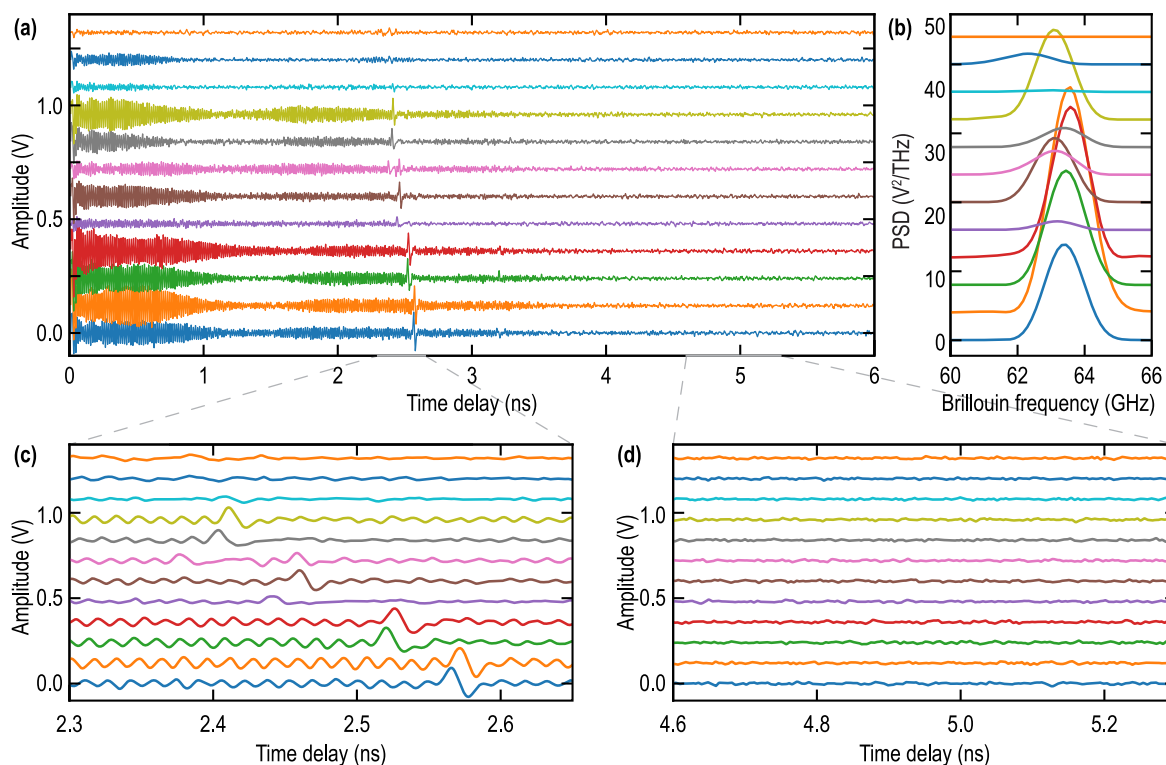 (a)
Amplitude (V)
1.0
0.5
0.0
0 1 2 3 4 5 6
Time delay (ns)
(b)
PSD (V²/THz)
50
40
30
20
10
0
60 62 64 66
Brillouin frequency (GHz)
(c)
Amplitude (V)
1.0
0.5
0.0
2.3 2.4 2.5 2.6
Time delay (ns)
(d)
Amplitude (V)
1.0
0.5
0.0
4.6 4.8 5.0 5.2
Time delay (ns)